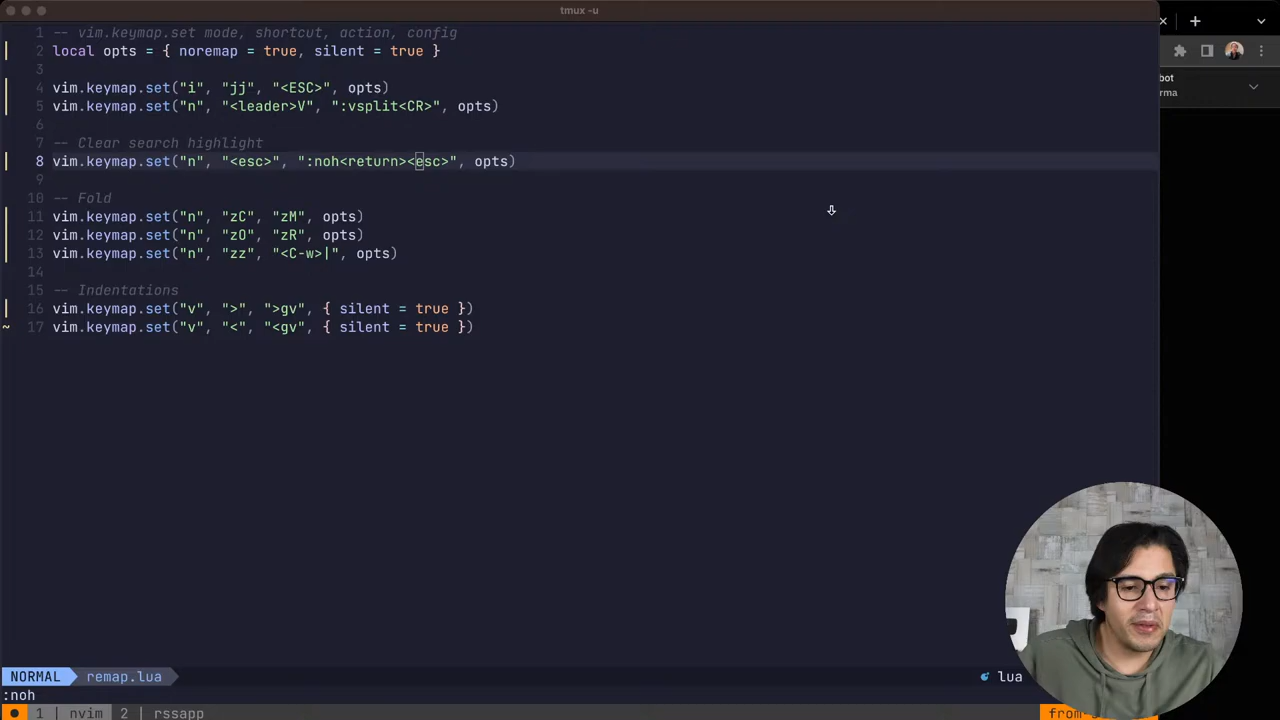 tmux -u
1 -- vim.keymap.set mode, shortcut, action, config
2 local opts = { noremap = true, silent = true }
3
4 vim.keymap.set("i", "jj", "<ESC>", opts)
5 vim.keymap.set("n", "<leader>V", ":vsplit<CR>", opts)
6
7 -- Clear search highlight
8 vim.keymap.set("n", "<esc>", ":noh<return><esc>", opts)
9
10 -- Fold
11 vim.keymap.set("n", "zC", "zM", opts)
12 vim.keymap.set("n", "zO", "zR", opts)
13 vim.keymap.set("n", "zz", "<C-w>|", opts)
14
15 -- Indentations
16 vim.keymap.set("v", ">", ">gv", { silent = true })
~ 17 vim.keymap.set("v", "<", "<gv", { silent = true })
bot
rma
NORMAL remap.lua lua
:noh
1 | nvim 2 | rssapp from-s